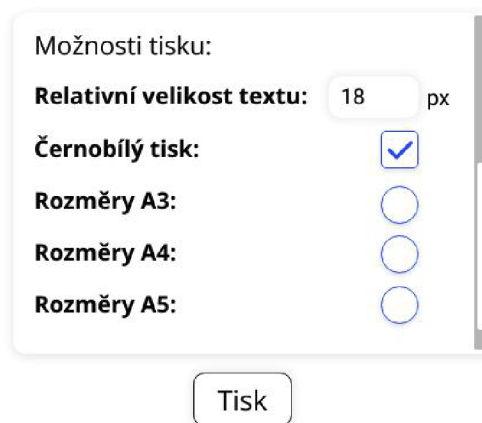 Možnosti tisku:
Relativní velikost textu: 18 px
Černobílý tisk:
Rozměry A3:
Rozměry A4:
Rozměry A5:
Tisk